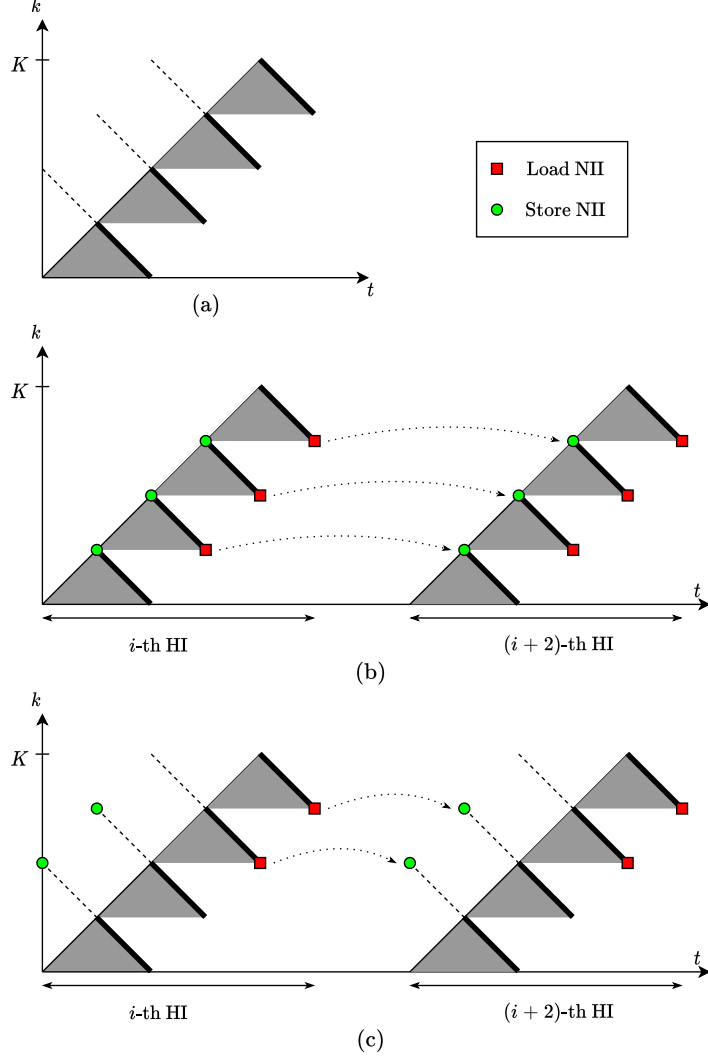 k
K
Load NII
Store NII
t
(a)
k
K
t
i-th HI
(i + 2)-th HI
(b)
k
K
t
i-th HI
(i + 2)-th HI
(c)